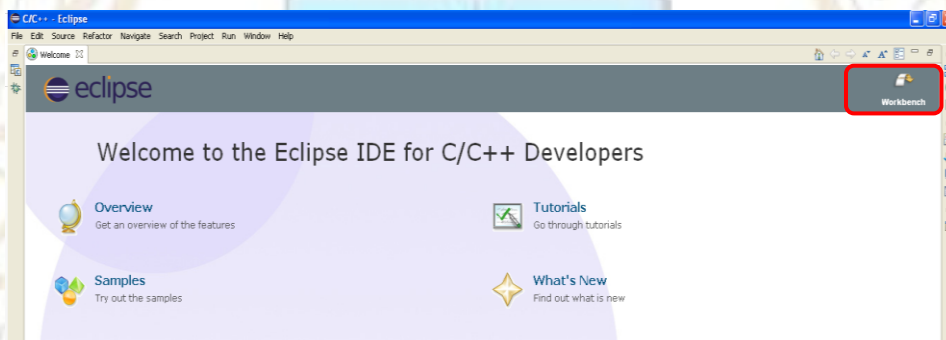 C/C++ - Eclipse
File Edit Source Refactor Navigate Search Project Run Window Help
Welcome
eclipse
Workbench
Welcome to the Eclipse IDE for C/C++ Developers
Overview
Get an overview of the features
Tutorials
Go through tutorials
Samples
Try out the samples
What's New
Find out what is new